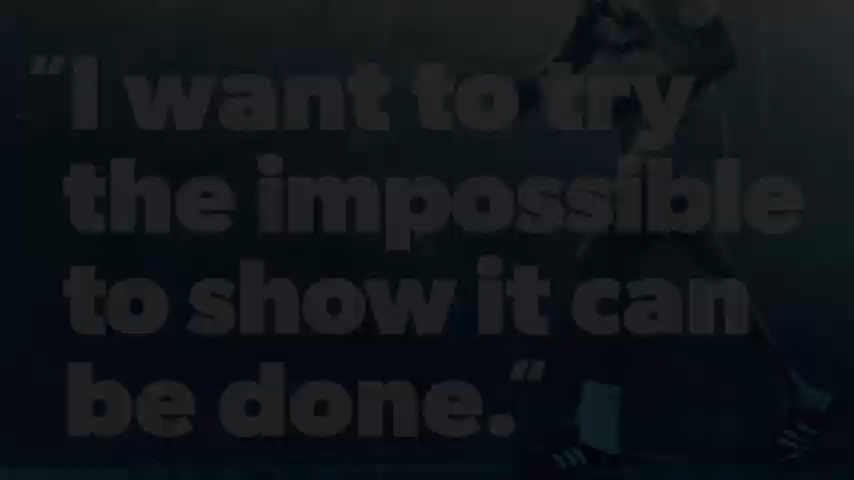 “I want to try
the impossible
to show it can
be done.”